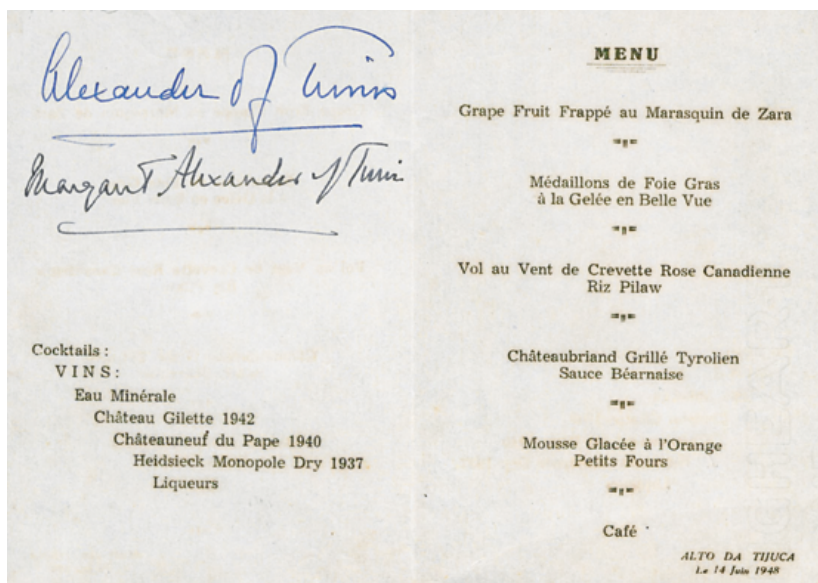 Alexander of Tunis
Margaret Alexander of Tunis
Cocktails :
VINS :
Eau Minérale
Château Gilette 1942
Châteauneuf du Pape 1940
Heidsieck Monopole Dry 1937
Liqueurs
MENU
Grape Fruit Frappé au Marasquin de Zara
Médaillons de Foie Gras
à la Gelée en Belle Vue
Vol au Vent de Crevette Rose Canadienne
Riz Pilaw
Châteaubriand Grillé Tyrolien
Sauce Béarnaise
Mousse Glacée à l'Orange
Petits Fours
Café
ALTO DA TIJUCA
Le 14 Juin 1948